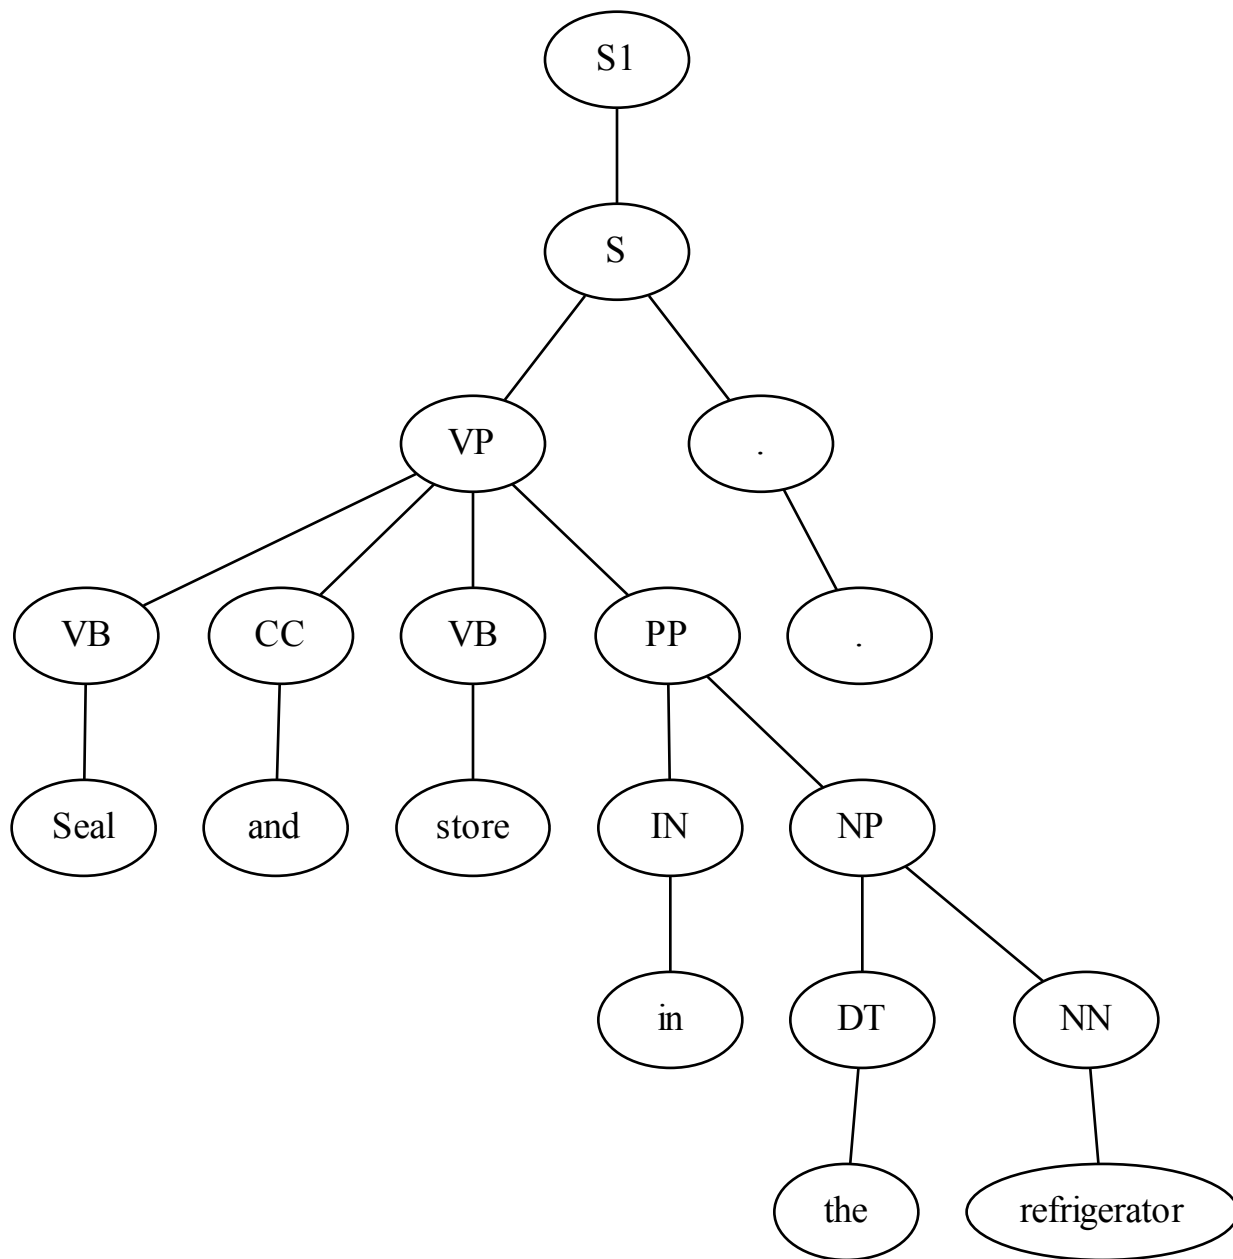 S1
S
VP .
VB CC VB PP .
Seal and store IN NP
in DT NN
the refrigerator